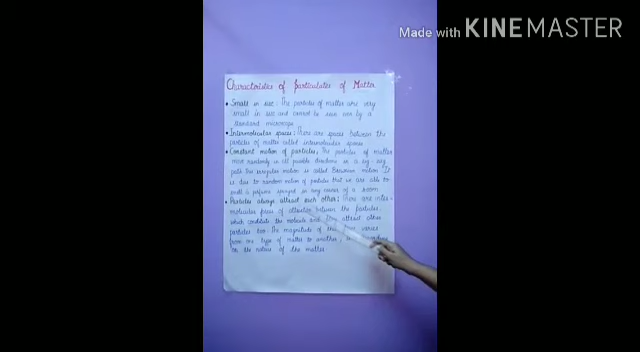 Made with KINEMASTER
Characteristics of particulates of Matter
• Small in size: The particles of matter are very
small in size and cannot be seen even by a
standard microscope
• Intermolecular spaces: There are spaces between the
particles of matter called intermolecular spaces
• Constant motion of particles: The particles of matter
move randomly in all possible directions in a zig-zag
path this irregular motion is called Brownian motion. It
is due to random motion of particles that we are able to
smell a perfume sprayed in any corner of a room
• Particles always attract each other: There are inter-
molecular forces of attraction between the particles
which constitute the molecule and they attract other
particles too. The magnitude of this varies
from one type of matter to another, is
on the nature of the matter.